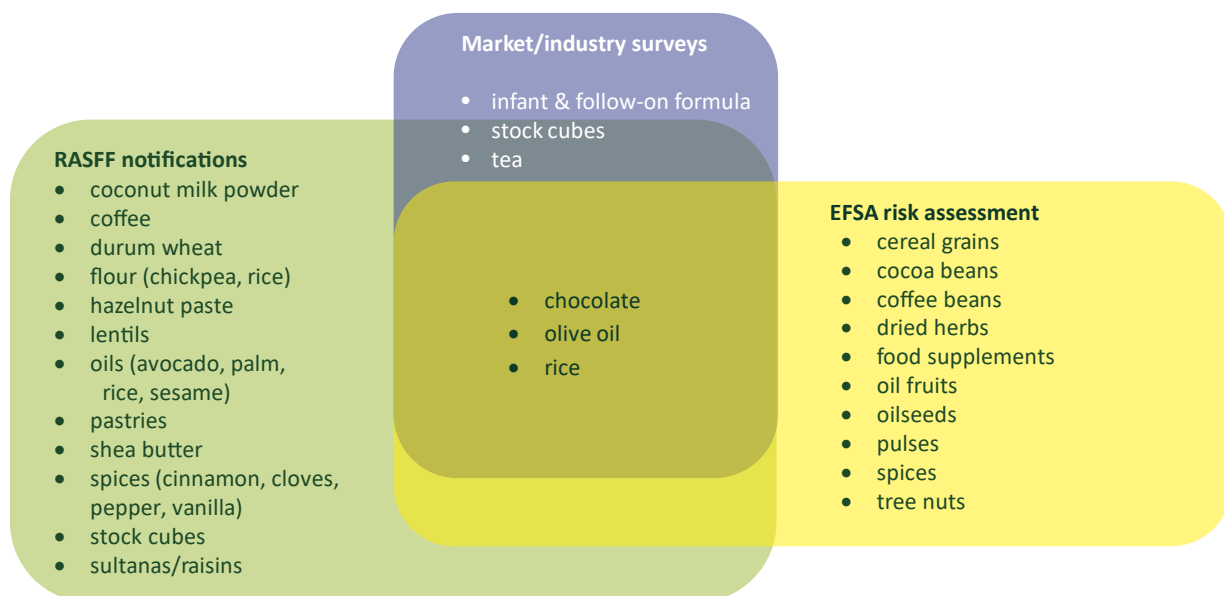 Market/industry surveys
• infant & follow-on formula
• stock cubes
• tea
RASFF notifications
• coconut milk powder
• coffee
• durum wheat
• flour (chickpea, rice)
• hazelnut paste
• lentils
• oils (avocado, palm,
rice, sesame)
• pastries
• shea butter
• spices (cinnamon, cloves,
pepper, vanilla)
• stock cubes
• sultanas/raisins
• chocolate
• olive oil
• rice
EFSA risk assessment
• cereal grains
• cocoa beans
• coffee beans
• dried herbs
• food supplements
• oil fruits
• oilseeds
• pulses
• spices
• tree nuts